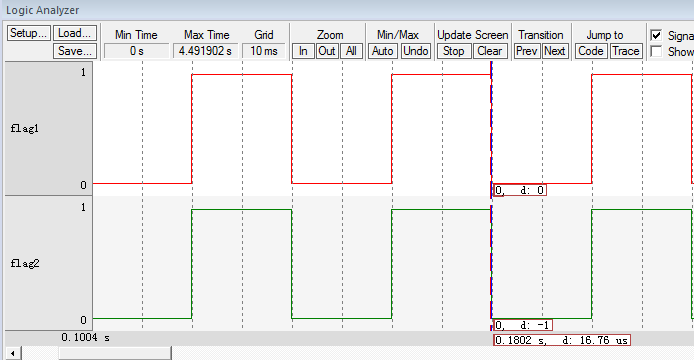 Logic Analyzer
Setup... Load... Min Time Max Time Grid Zoom Min/Max Update Screen Transition Jump to Signa
Save... 0 s 4.491902 s 10 ms In Out All Auto Undo Stop Clear Prev Next Code Trace Show
1
flag1
0
0, d: 0
1
flag2
0
0, d: -1
0.1004 s
0.1802 s, d: 16.76 us